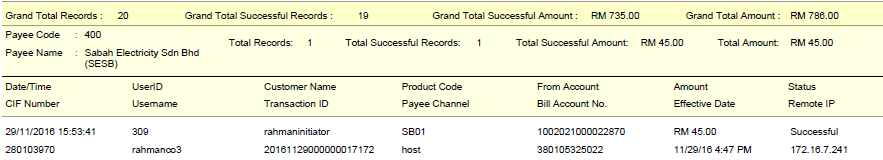 Grand Total Records : 20 Grand Total Successful Records : 19 Grand Total Successful Amount : RM 735.00 Grand Total Amount : RM 786.00
Payee Code : 400
Total Records: 1 Total Successful Records: 1 Total Successful Amount: RM 45.00 Total Amount: RM 45.00
Payee Name : Sabah Electricity Sdn Bhd
(SESB)
Date/Time UserID Customer Name Product Code From Account Amount Status
CIF Number Username Transaction ID Payee Channel Bill Account No. Effective Date Remote IP
29/11/2016 15:53:41 309 rahmaninitiator SB01 1002021000022870 RM 45.00 Successful
280103970 rahmanco3 20161129000000017172 host 380105325022 11/29/16 4:47 PM 172.16.7.241